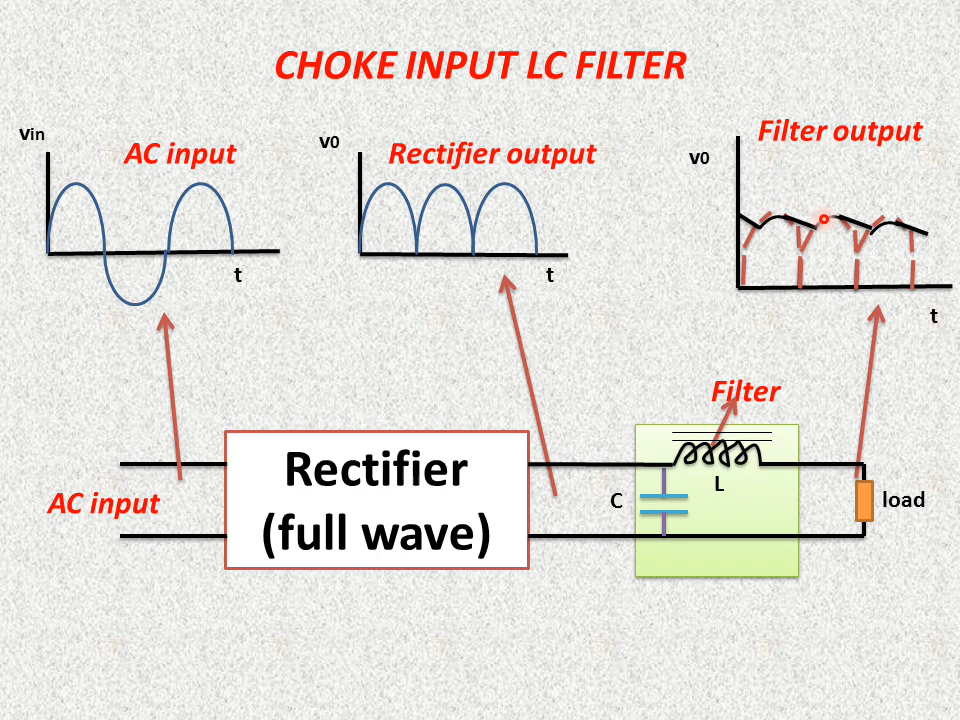 CHOKE INPUT LC FILTER
vin
AC input
t
v0
Rectifier output
t
v0
Filter output
t
AC input
Rectifier
(full wave)
Filter
C
L
load